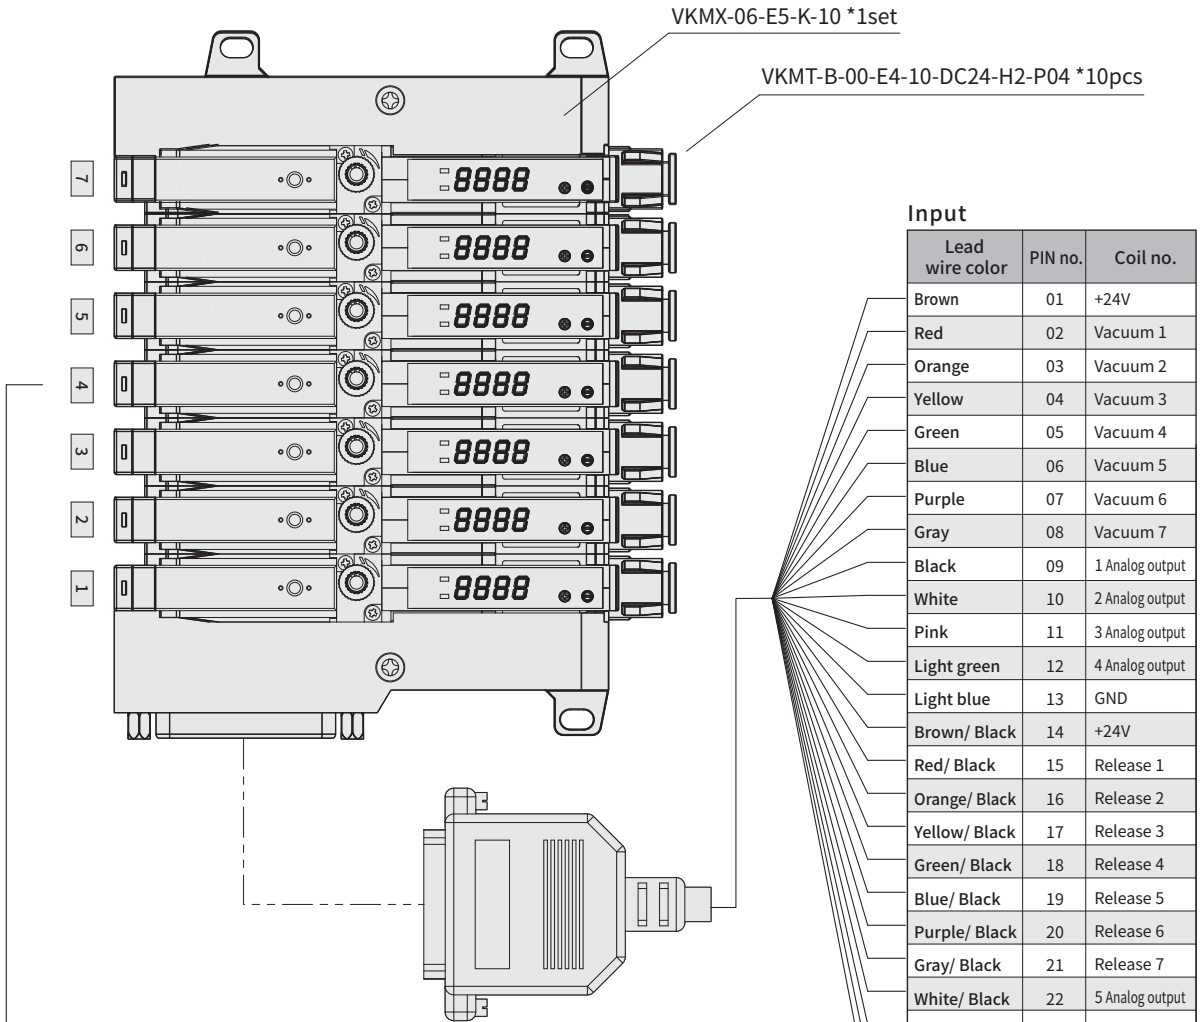 VKMX-06-E5-K-10 *1set
VKMT-B-00-E4-10-DC24-H2-P04 *10pcs
7
8888
6
8888
5
8888
4
8888
3
8888
2
8888
1
8888
Input
Lead wire color PIN no. Coil no.
Brown 01 +24V
Red 02 Vacuum 1
Orange 03 Vacuum 2
Yellow 04 Vacuum 3
Green 05 Vacuum 4
Blue 06 Vacuum 5
Purple 07 Vacuum 6
Gray 08 Vacuum 7
Black 09 1 Analog output
White 10 2 Analog output
Pink 11 3 Analog output
Light green 12 4 Analog output
Light blue 13 GND
Brown/ Black 14 +24V
Red/ Black 15 Release 1
Orange/ Black 16 Release 2
Yellow/ Black 17 Release 3
Green/ Black 18 Release 4
Blue/ Black 19 Release 5
Purple/ Black 20 Release 6
Gray/ Black 21 Release 7
White/ Black 22 5 Analog output